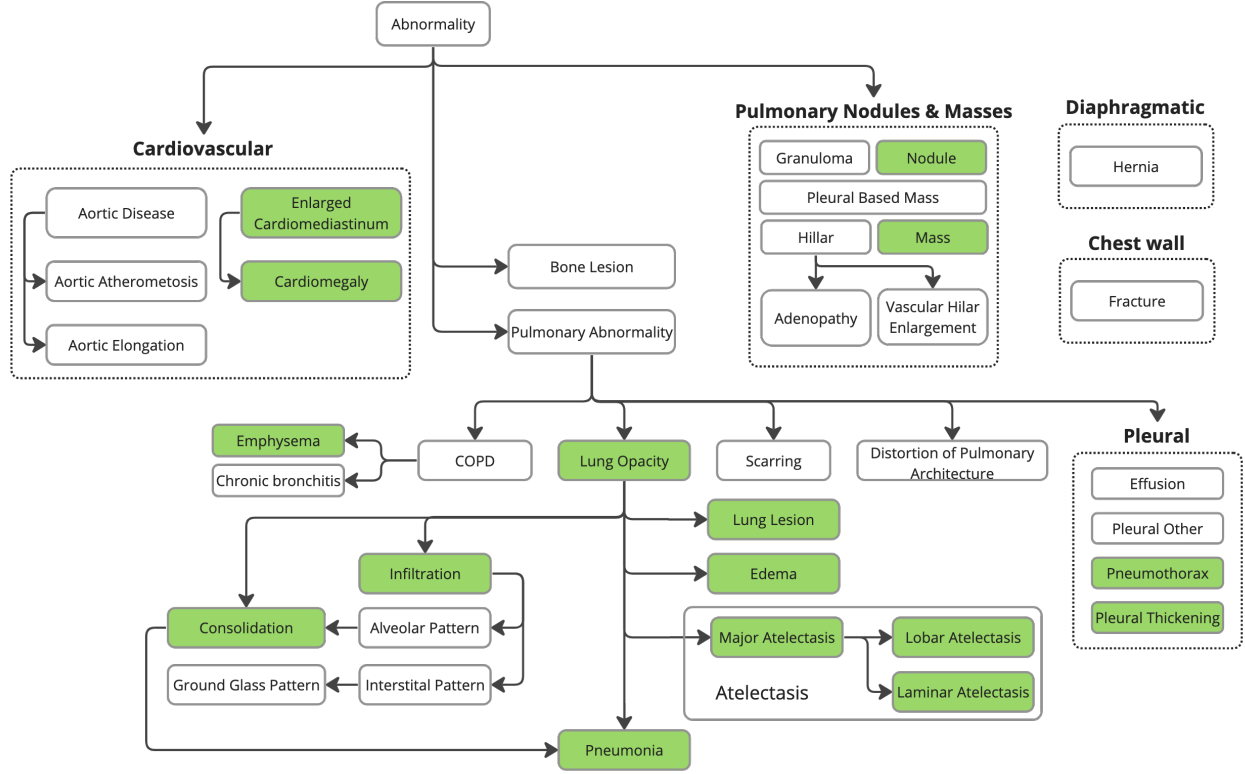 Abnormality
Cardiovascular
Aortic Disease
Enlarged
Cardiomediastinum
Aortic Atherometosis
Cardiomegaly
Aortic Elongation
Bone Lesion
Pulmonary Abnormality
Pulmonary Nodules & Masses
Granuloma
Nodule
Pleural Based Mass
Hillar
Mass
Adenopathy
Vascular Hilar
Enlargement
Diaphragmatic
Hernia
Chest wall
Fracture
Emphysema
Chronic bronchitis
COPD
Lung Opacity
Scarring
Distortion of Pulmonary
Architecture
Pleural
Effusion
Pleural Other
Pneumothorax
Pleural Thickening
Lung Lesion
Infiltration
Edema
Consolidation
Alveolar Pattern
Ground Glass Pattern
Interstital Pattern
Major Atelectasis
Lobar Atelectasis
Atelectasis
Laminar Atelectasis
Pneumonia